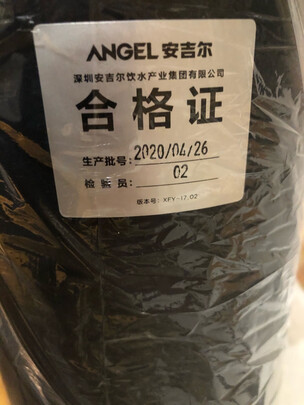 ANGEL 安吉尔
深圳安吉尔饮水产业集团有限公司
合格证
生产批号: 2020/04/26
检验员: 02
版本号: XFY-17.02